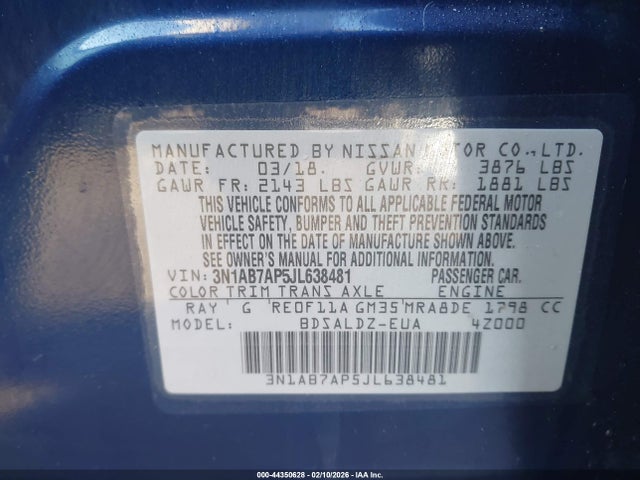 MANUFACTURED BY NISSAN MOTOR CO., LTD.
DATE: 03/18. GVWR: 3876 LBS
GAWR FR: 2143 LBS GAWR RR: 1881 LBS
THIS VEHICLE CONFORMS TO ALL APPLICABLE FEDERAL MOTOR
VEHICLE SAFETY, BUMPER AND THEFT PREVENTION STANDARDS
IN EFFECT ON THE DATE OF MANUFACTURE SHOWN ABOVE.
SEE OWNER'S MANUAL FOR ADDITIONAL INFORMATION.
VIN: 3N1AB7AP5JL638481 PASSENGER CAR.
COLOR TRIM TRANS AXLE ENGINE
RAY G RE0F11A GM35 MRA8DE 1798 CC
MODEL: BDSALDZ-EUA 4Z000
3N1AB7AP5JL638481
000-44350628 - 02/10/2026 - IAA Inc.